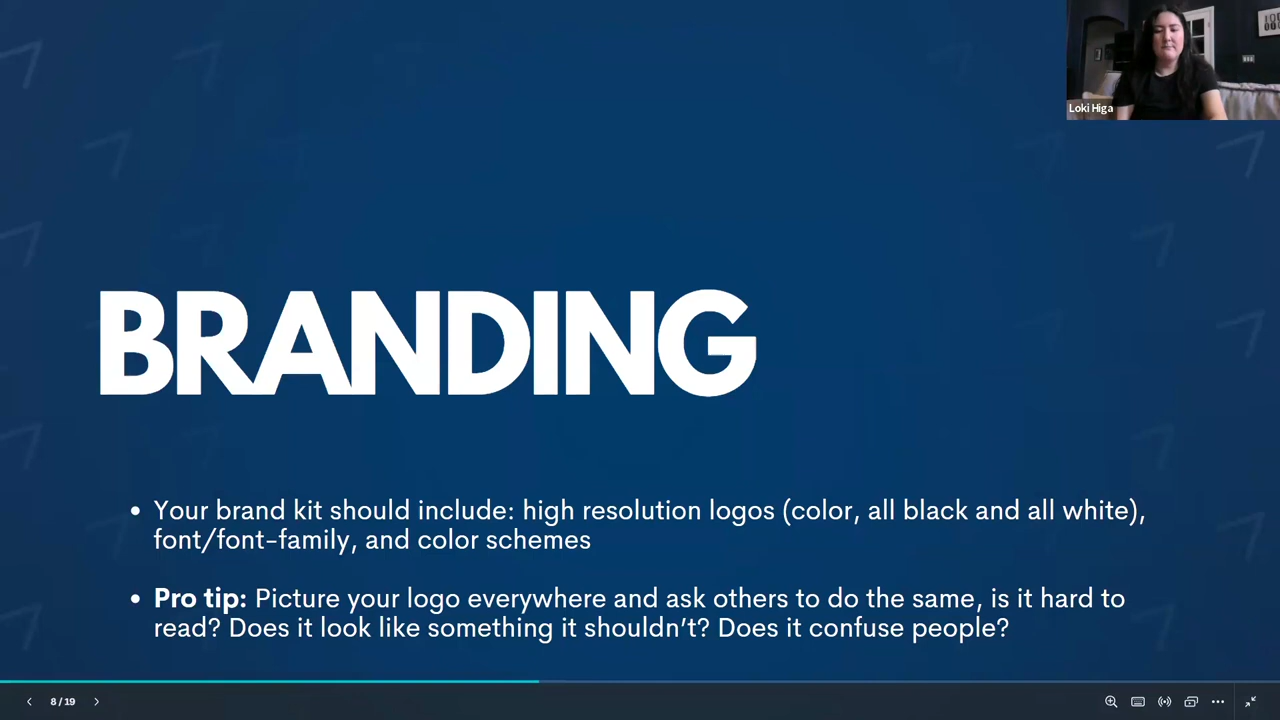 Loki Higa
BRANDING
• Your brand kit should include: high resolution logos (color, all black and all white),
font/font-family, and color schemes
• Pro tip: Picture your logo everywhere and ask others to do the same, is it hard to
read? Does it look like something it shouldn’t? Does it confuse people?
8 / 19